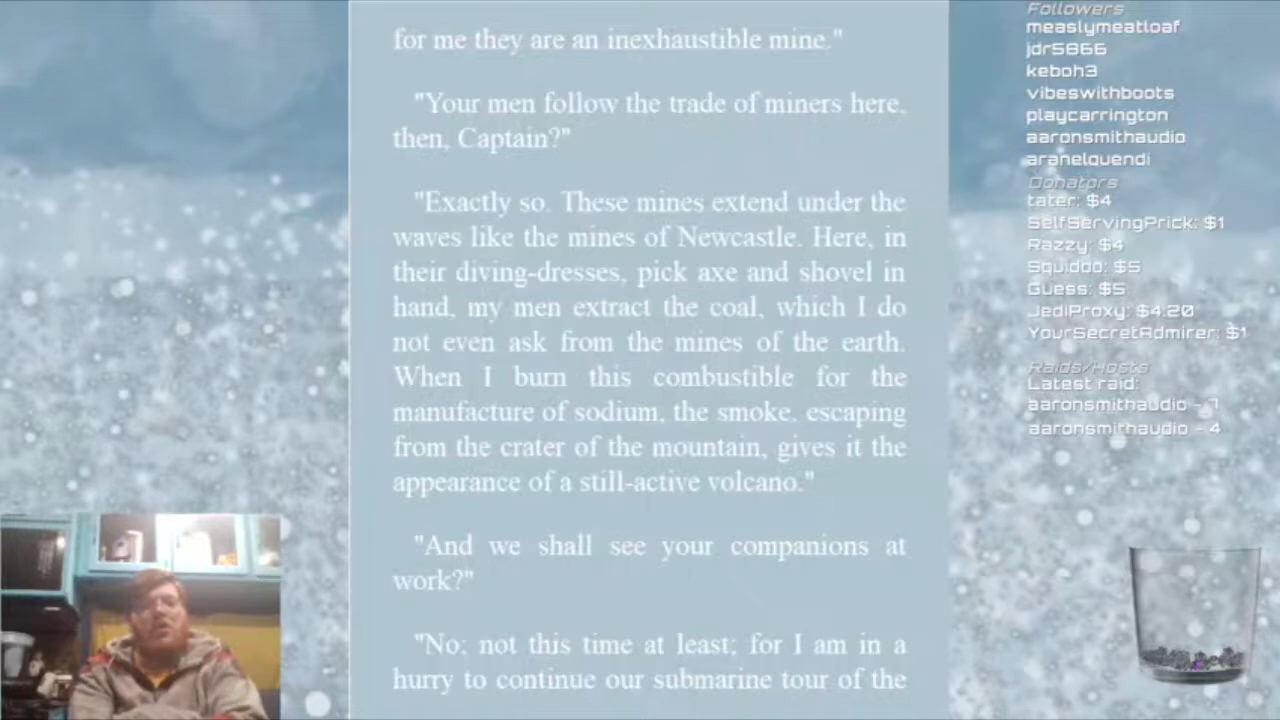 for me they are an inexhaustible mine."
"Your men follow the trade of miners here,
then, Captain?"
"Exactly so. These mines extend under the
waves like the mines of Newcastle. Here, in
their diving-dresses, pick axe and shovel in
hand, my men extract the coal, which I do
not even ask from the mines of the earth.
When I burn this combustible for the
manufacture of sodium, the smoke, escaping
from the crater of the mountain, gives it the
appearance of a still-active volcano."
"And we shall see your companions at
work?"
"No; not this time at least; for I am in a
hurry to continue our submarine tour of the
Followers
measlymeatloaf
jdr5866
keboh3
vibeswithboots
playcarrington
aaronsmithaudio
aranelquendi
Donators
tater: $4
SelfServingPrick: $1
Razzy: $4
Squidoo: $5
Guess: $5
JediProxy: $4.20
YourSecretAdmirer: $1
Raids/Hosts
Latest raid:
aaronsmithaudio - 7
aaronsmithaudio - 4